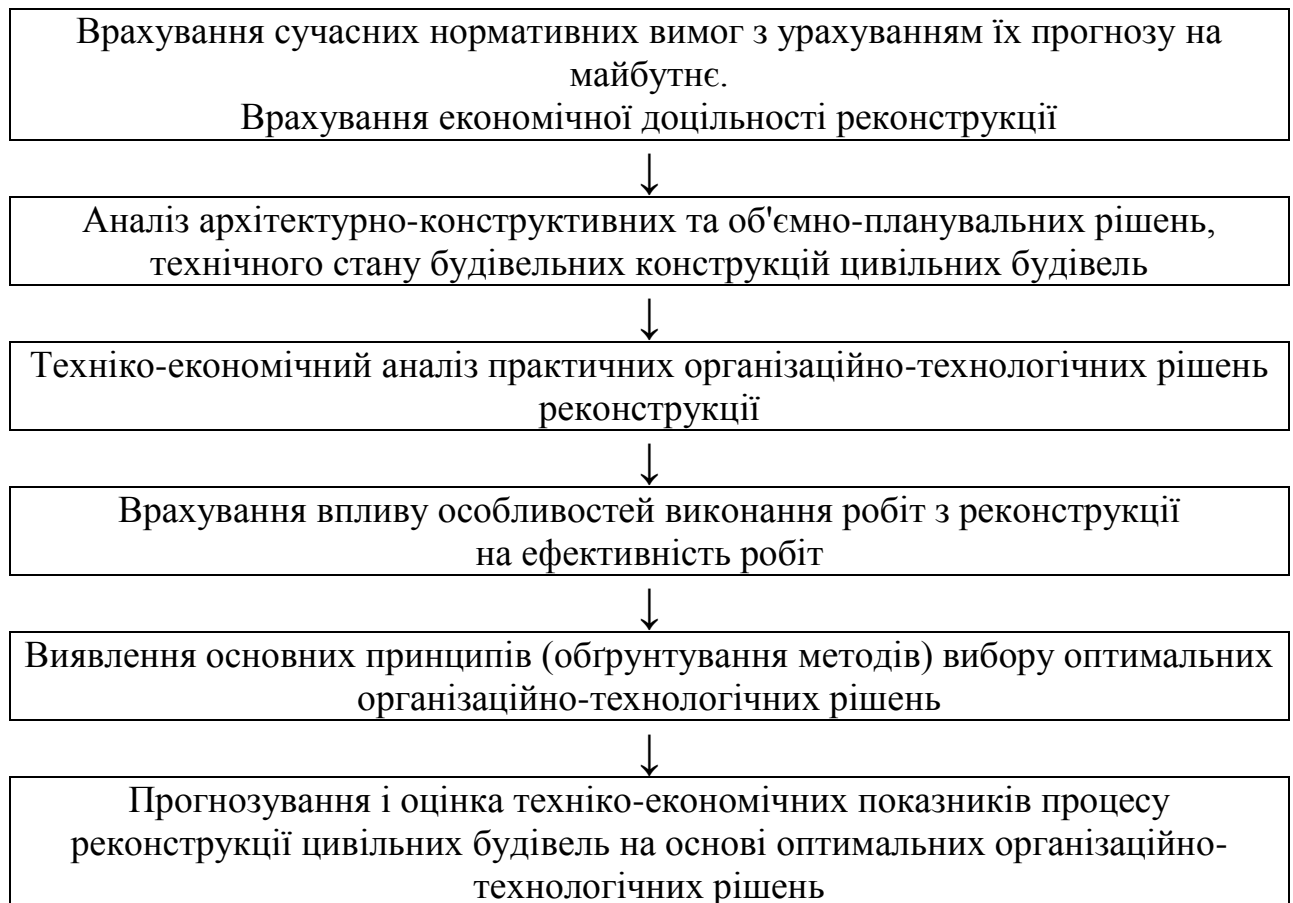 Врахування сучасних нормативних вимог з урахуванням їх прогнозу на
майбутнє.
Врахування економічної доцільності реконструкції
↓
Аналіз архітектурно-конструктивних та об'ємно-планувальних рішень,
технічного стану будівельних конструкцій цивільних будівель
↓
Техніко-економічний аналіз практичних організаційно-технологічних рішень
реконструкції
↓
Врахування впливу особливостей виконання робіт з реконструкції
на ефективність робіт
↓
Виявлення основних принципів (обґрунтування методів) вибору оптимальних
організаційно-технологічних рішень
↓
Прогнозування і оцінка техніко-економічних показників процесу
реконструкції цивільних будівель на основі оптимальних організаційно-
технологічних рішень